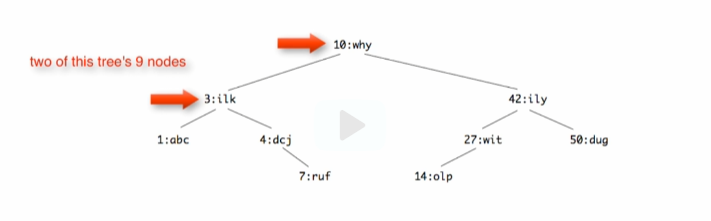 10:why
two of this tree's 9 nodes
3:ilk
42:ily
1:abc
4:dcj
27:wit
50:dug
7:ruf
14:olp